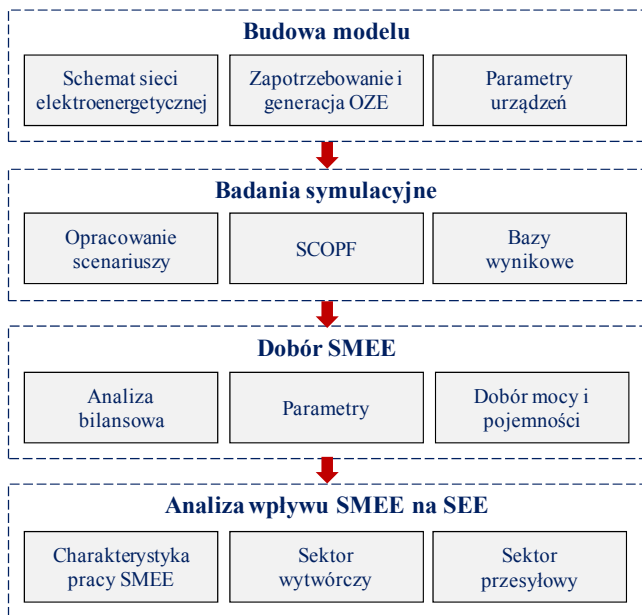 Budowa modelu
Schemat sieci
elektroenergetycznej
Zapotrzebowanie i
generacja OZE
Parametry
urządzeń
Badania symulacyjne
Opracowanie
scenariuszy
SCOPF
Bazy
wynikowe
Dobór SMEE
Analiza
bilansowa
Parametry
Dobór mocy i
pojemności
Analiza wpływu SMEE na SEE
Charakterystyka
pracy SMEE
Sektor
wytwórczy
Sektor
przesyłowy